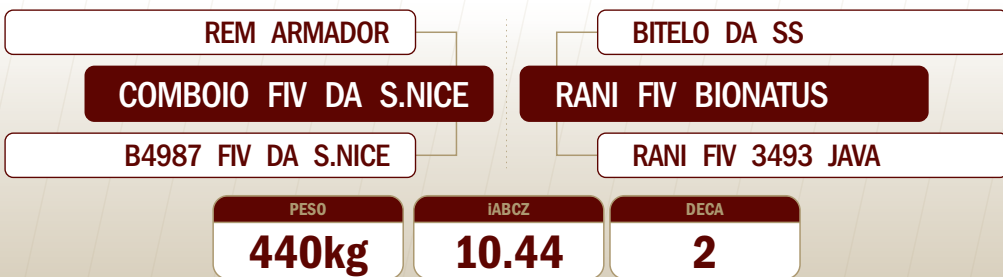 REM ARMADOR
BITELO DA SS
COMBOIO FIV DA S.NICE
RANI FIV BIONATUS
B4987 FIV DA S.NICE
RANI FIV 3493 JAVA
PESO
iABCZ
DECA
440kg
10.44
2